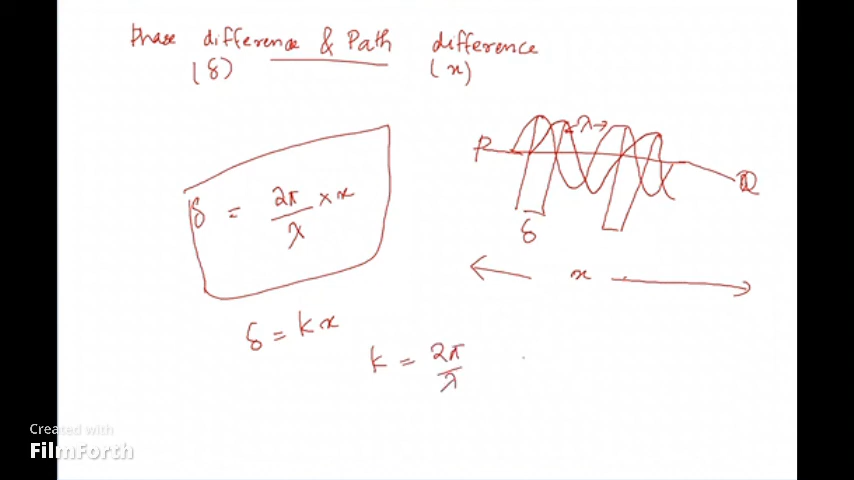 Phase difference & Path difference
(δ) (x)
P λ Q
δ = 2π/λ × x
δ
x
δ = kx
k = 2π/λ
Created with
FilmForth